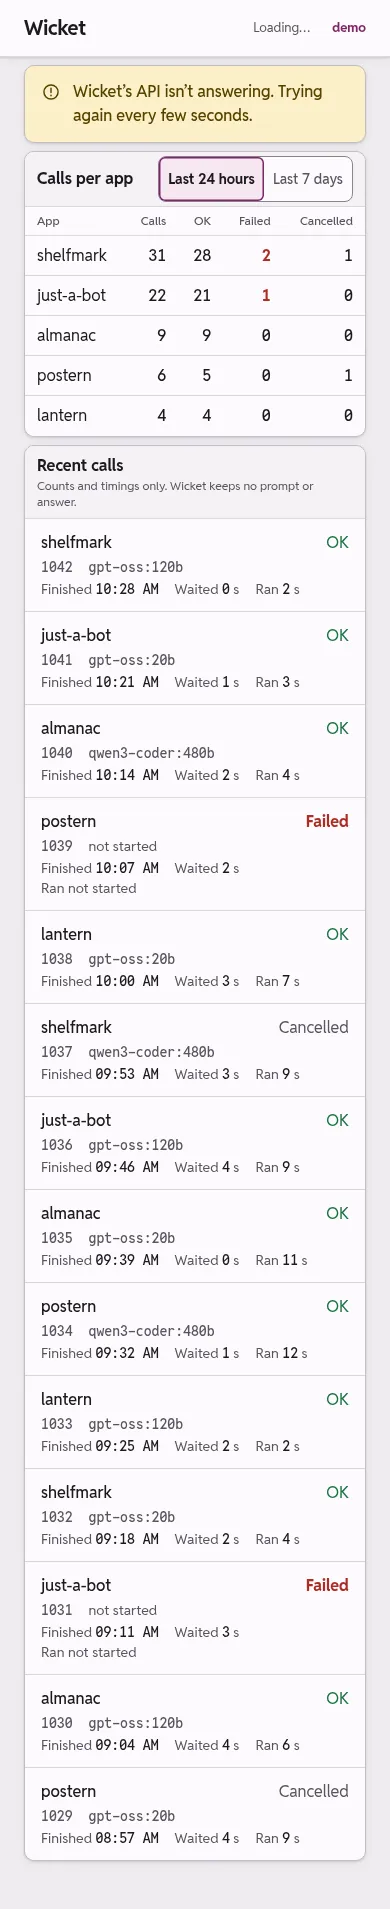 Wicket
Loading… demo
Wicket’s API isn’t answering. Trying
again every few seconds.
Calls per app Last 24 hours Last 7 days
App Calls OK Failed Cancelled
shelfmark 31 28 2 1
just-a-bot 22 21 1 0
almanac 9 9 0 0
postern 6 5 0 1
lantern 4 4 0 0
Recent calls
Counts and timings only. Wicket keeps no prompt or
answer.
shelfmark OK
1042 gpt-oss:120b
Finished 10:28 AM Waited 0 s Ran 2 s
just-a-bot OK
1041 gpt-oss:20b
Finished 10:21 AM Waited 1 s Ran 3 s
almanac OK
1040 qwen3-coder:480b
Finished 10:14 AM Waited 2 s Ran 4 s
postern Failed
1039 not started
Finished 10:07 AM Waited 2 s
Ran not started
lantern OK
1038 gpt-oss:20b
Finished 10:00 AM Waited 3 s Ran 7 s
shelfmark Cancelled
1037 qwen3-coder:480b
Finished 09:53 AM Waited 3 s Ran 9 s
just-a-bot OK
1036 gpt-oss:120b
Finished 09:46 AM Waited 4 s Ran 9 s
almanac OK
1035 gpt-oss:20b
Finished 09:39 AM Waited 0 s Ran 11 s
postern OK
1034 qwen3-coder:480b
Finished 09:32 AM Waited 1 s Ran 12 s
lantern OK
1033 gpt-oss:120b
Finished 09:25 AM Waited 2 s Ran 2 s
shelfmark OK
1032 gpt-oss:20b
Finished 09:18 AM Waited 2 s Ran 4 s
just-a-bot Failed
1031 not started
Finished 09:11 AM Waited 3 s
Ran not started
almanac OK
1030 gpt-oss:120b
Finished 09:04 AM Waited 4 s Ran 6 s
postern Cancelled
1029 gpt-oss:20b
Finished 08:57 AM Waited 4 s Ran 9 s